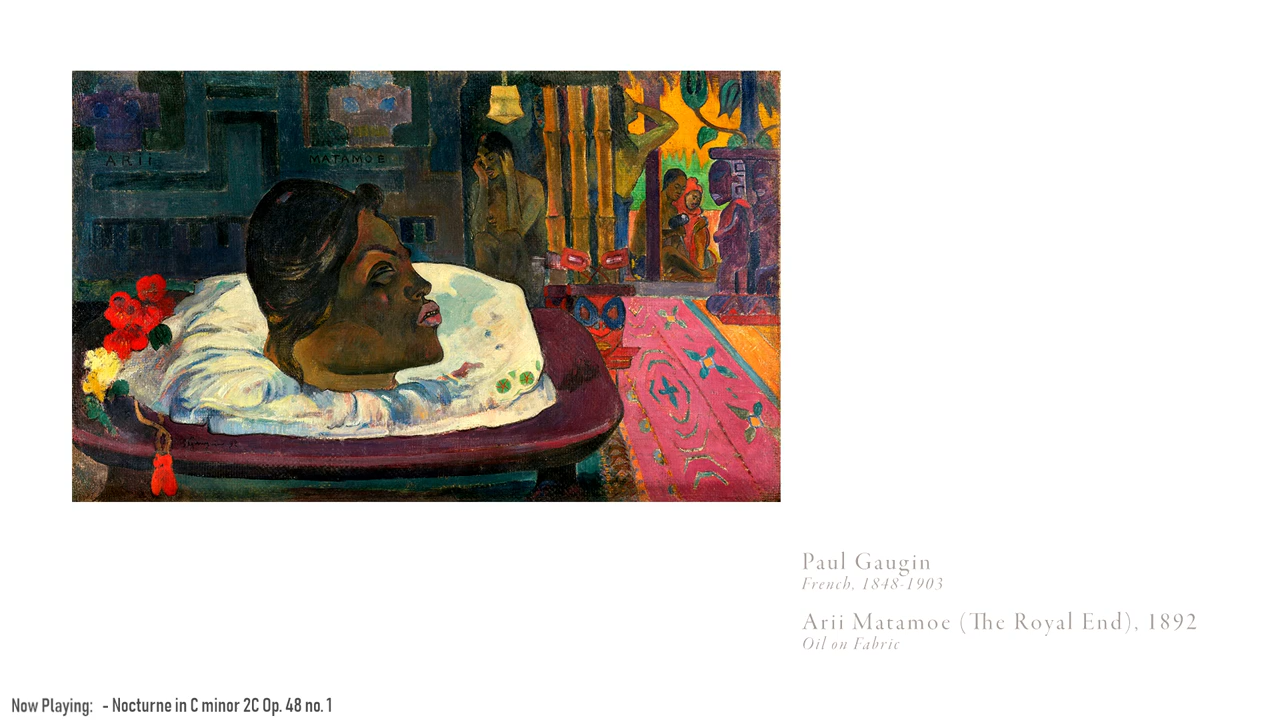 ARII
MATAMOE
Paul Gaugin
French, 1848-1903
Arii Matamoe (The Royal End), 1892
Oil on Fabric
Now Playing: - Nocturne in C minor 2C Op. 48 no. 1